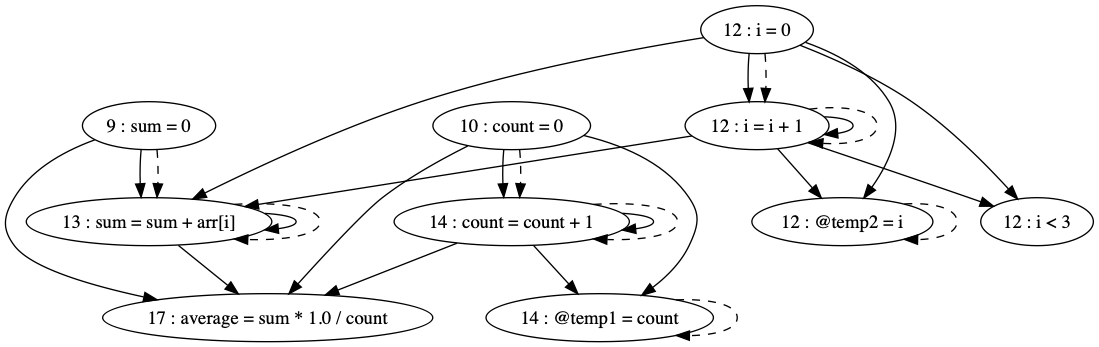 12 : i = 0
9 : sum = 0
10 : count = 0
12 : i = i + 1
13 : sum = sum + arr[i]
14 : count = count + 1
12 : @temp2 = i
12 : i < 3
17 : average = sum * 1.0 / count
14 : @temp1 = count